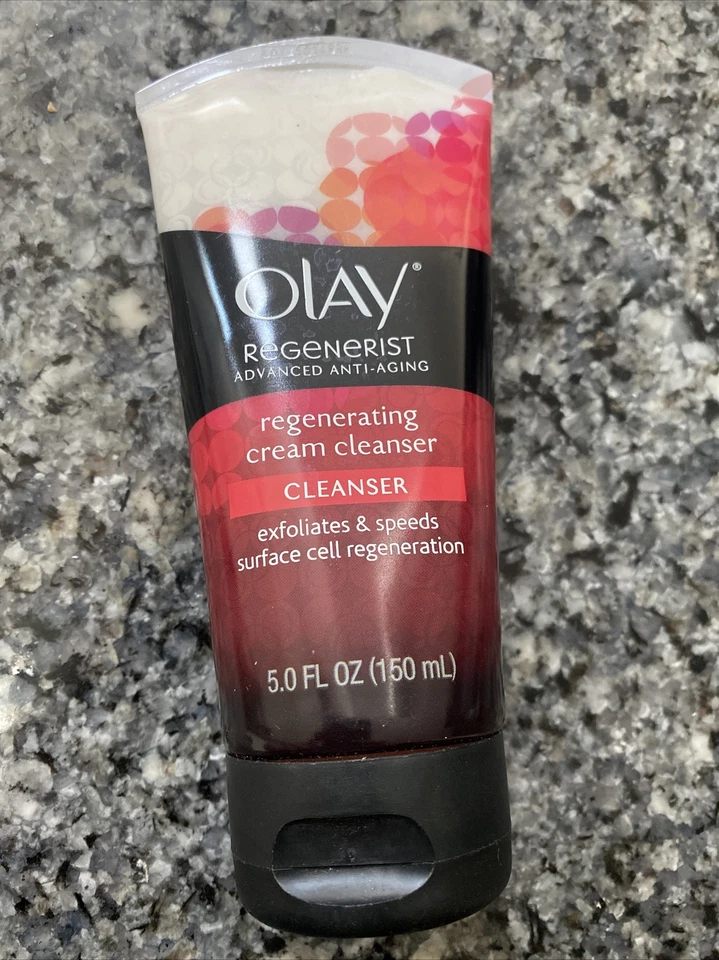 OLAY®
REGENERIST
ADVANCED ANTI-AGING
regenerating
cream cleanser
CLEANSER
exfoliates & speeds
surface cell regeneration
5.0 FL OZ (150 mL)